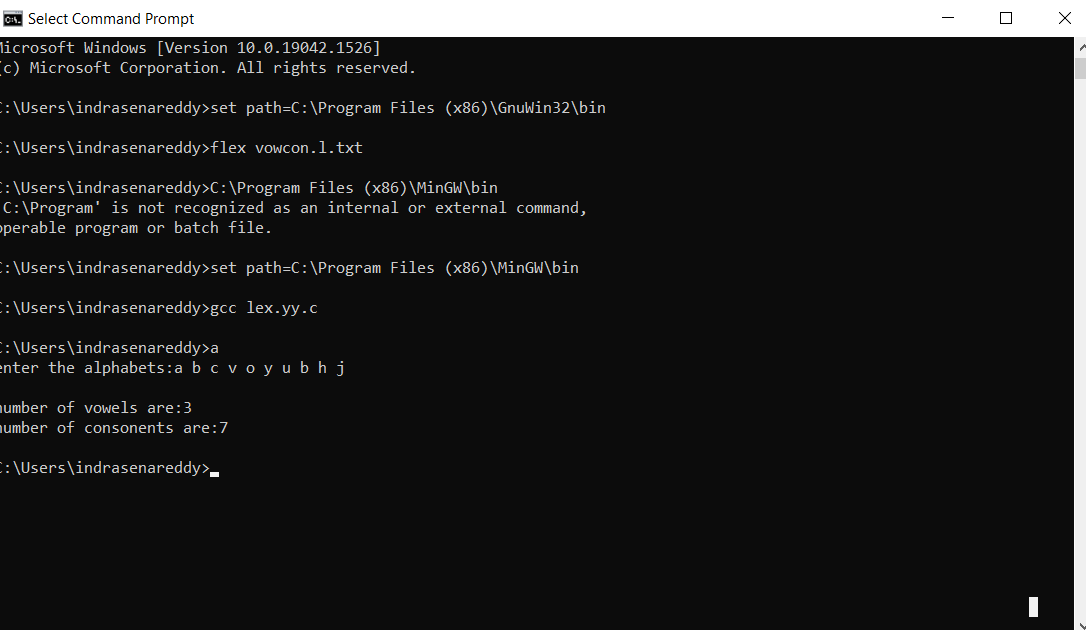 Select Command Prompt
Microsoft Windows [Version 10.0.19042.1526]
(c) Microsoft Corporation. All rights reserved.
C:\Users\indrasenareddy>set path=C:\Program Files (x86)\GnuWin32\bin
C:\Users\indrasenareddy>flex vowcon.l.txt
C:\Users\indrasenareddy>C:\Program Files (x86)\MinGW\bin
'C:\Program' is not recognized as an internal or external command,
operable program or batch file.
C:\Users\indrasenareddy>set path=C:\Program Files (x86)\MinGW\bin
C:\Users\indrasenareddy>gcc lex.yy.c
C:\Users\indrasenareddy>a
enter the alphabets:a b c v o y u b h j
number of vowels are:3
number of consonents are:7
C:\Users\indrasenareddy>